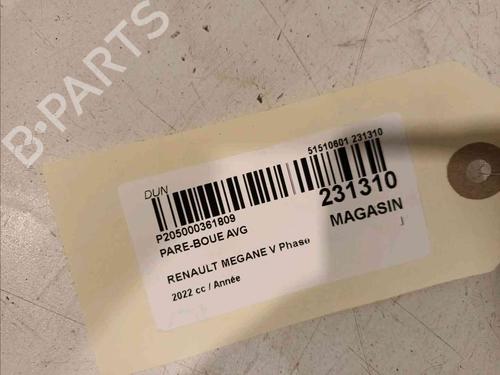 B-PARTS
DUN
51510601 231310
P205000361809
231310
PARE-BOUE AVG
MAGASIN
RENAULT MEGANE V Phase
2022 cc / Année